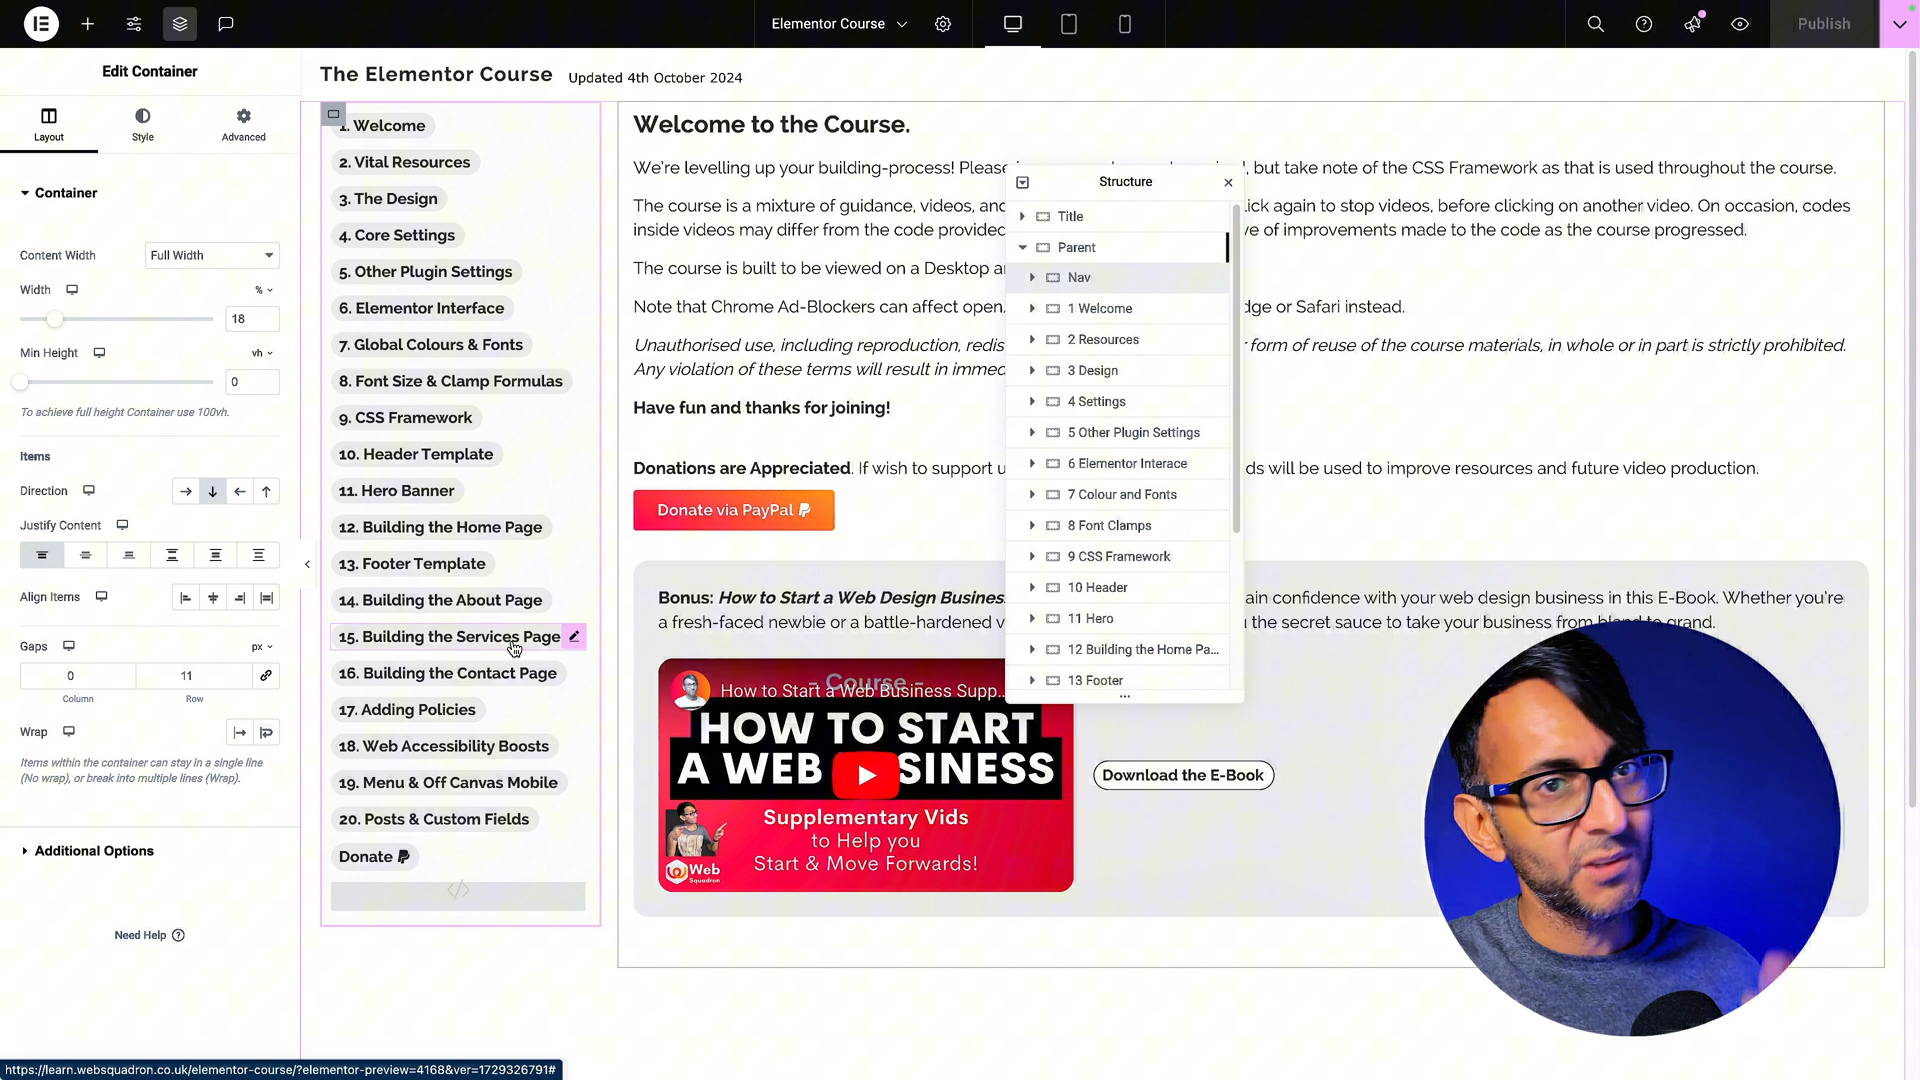 Elementor Course
Publish
Edit Container
Layout
Style
Advanced
Container
Content Width
Full Width
Width
%
18
Min Height
vh
0
To achieve full height Container use 100vh.
Items
Direction
Justify Content
Align Items
Gaps
px
0
11
Column
Row
Wrap
Items within the container can stay in a single line
(No wrap), or break into multiple lines (Wrap).
Additional Options
Need Help
The Elementor Course
Updated 4th October 2024
1. Welcome
2. Vital Resources
3. The Design
4. Core Settings
5. Other Plugin Settings
6. Elementor Interface
7. Global Colours & Fonts
8. Font Size & Clamp Formulas
9. CSS Framework
10. Header Template
11. Hero Banner
12. Building the Home Page
13. Footer Template
14. Building the About Page
15. Building the Services Page
16. Building the Contact Page
17. Adding Policies
18. Web Accessibility Boosts
19. Menu & Off Canvas Mobile
20. Posts & Custom Fields
Donate
Welcome to the Course.
We're levelling up your building-process! Please
, but take note of the CSS Framework as that is used throughout the course.
The course is a mixture of guidance, videos, and
ick again to stop videos, before clicking on another video. On occasion, codes
inside videos may differ from the code provided
ve of improvements made to the code as the course progressed.
The course is built to be viewed on a Desktop
Note that Chrome Ad-Blockers can affect open
dge or Safari instead.
Unauthorised use, including reproduction, redis
form of reuse of the course materials, in whole or in part is strictly prohibited.
Any violation of these terms will result in immed
Have fun and thanks for joining!
Donations are Appreciated. If wish to support u
ds will be used to improve resources and future video production.
Donate via PayPal
Bonus: How to Start a Web Design Business
ain confidence with your web design business in this E-Book. Whether you're
a fresh-faced newbie or a battle-hardened v
the secret sauce to take your business from bland to grand.
- Course -
How to Start a Web Business Supp...
HOW TO START
A WEB BUSINESS
Supplementary Vids
to Help you
Start & Move Forwards!
Web
Squadron
Download the E-Book
Structure
Title
Parent
Nav
1 Welcome
2 Resources
3 Design
4 Settings
5 Other Plugin Settings
6 Elementor Interace
7 Colour and Fonts
8 Font Clamps
9 CSS Framework
10 Header
11 Hero
12 Building the Home Pa...
13 Footer
https://learn.websquadron.co.uk/elementor-course/?elementor-preview=4168&ver=1729326791#